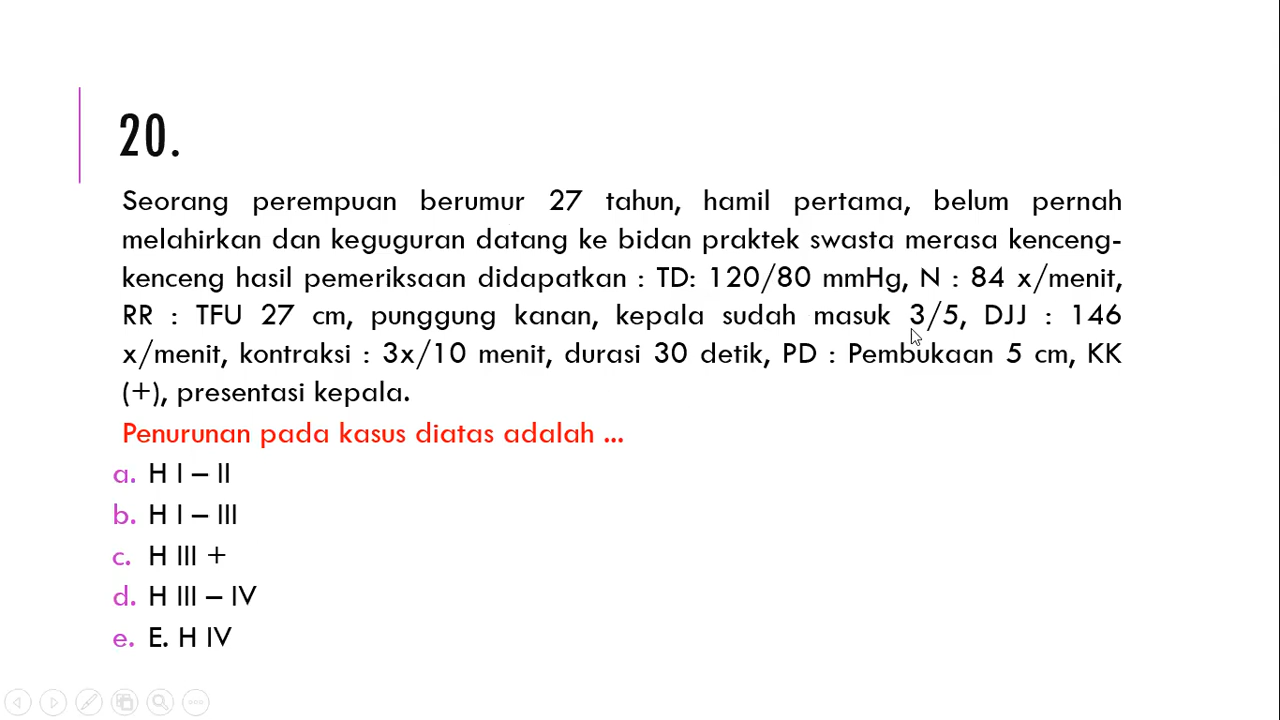 20.
Seorang perempuan berumur 27 tahun, hamil pertama, belum pernah
melahirkan dan keguguran datang ke bidan praktek swasta merasa kenceng-
kenceng hasil pemeriksaan didapatkan : TD: 120/80 mmHg, N : 84 x/menit,
RR : TFU 27 cm, punggung kanan, kepala sudah masuk 3/5, DJJ : 146
x/menit, kontraksi : 3x/10 menit, durasi 30 detik, PD : Pembukaan 5 cm, KK
(+), presentasi kepala.
Penurunan pada kasus diatas adalah ...
a. H I – II
b. H I – III
c. H III +
d. H III – IV
e. E. H IV